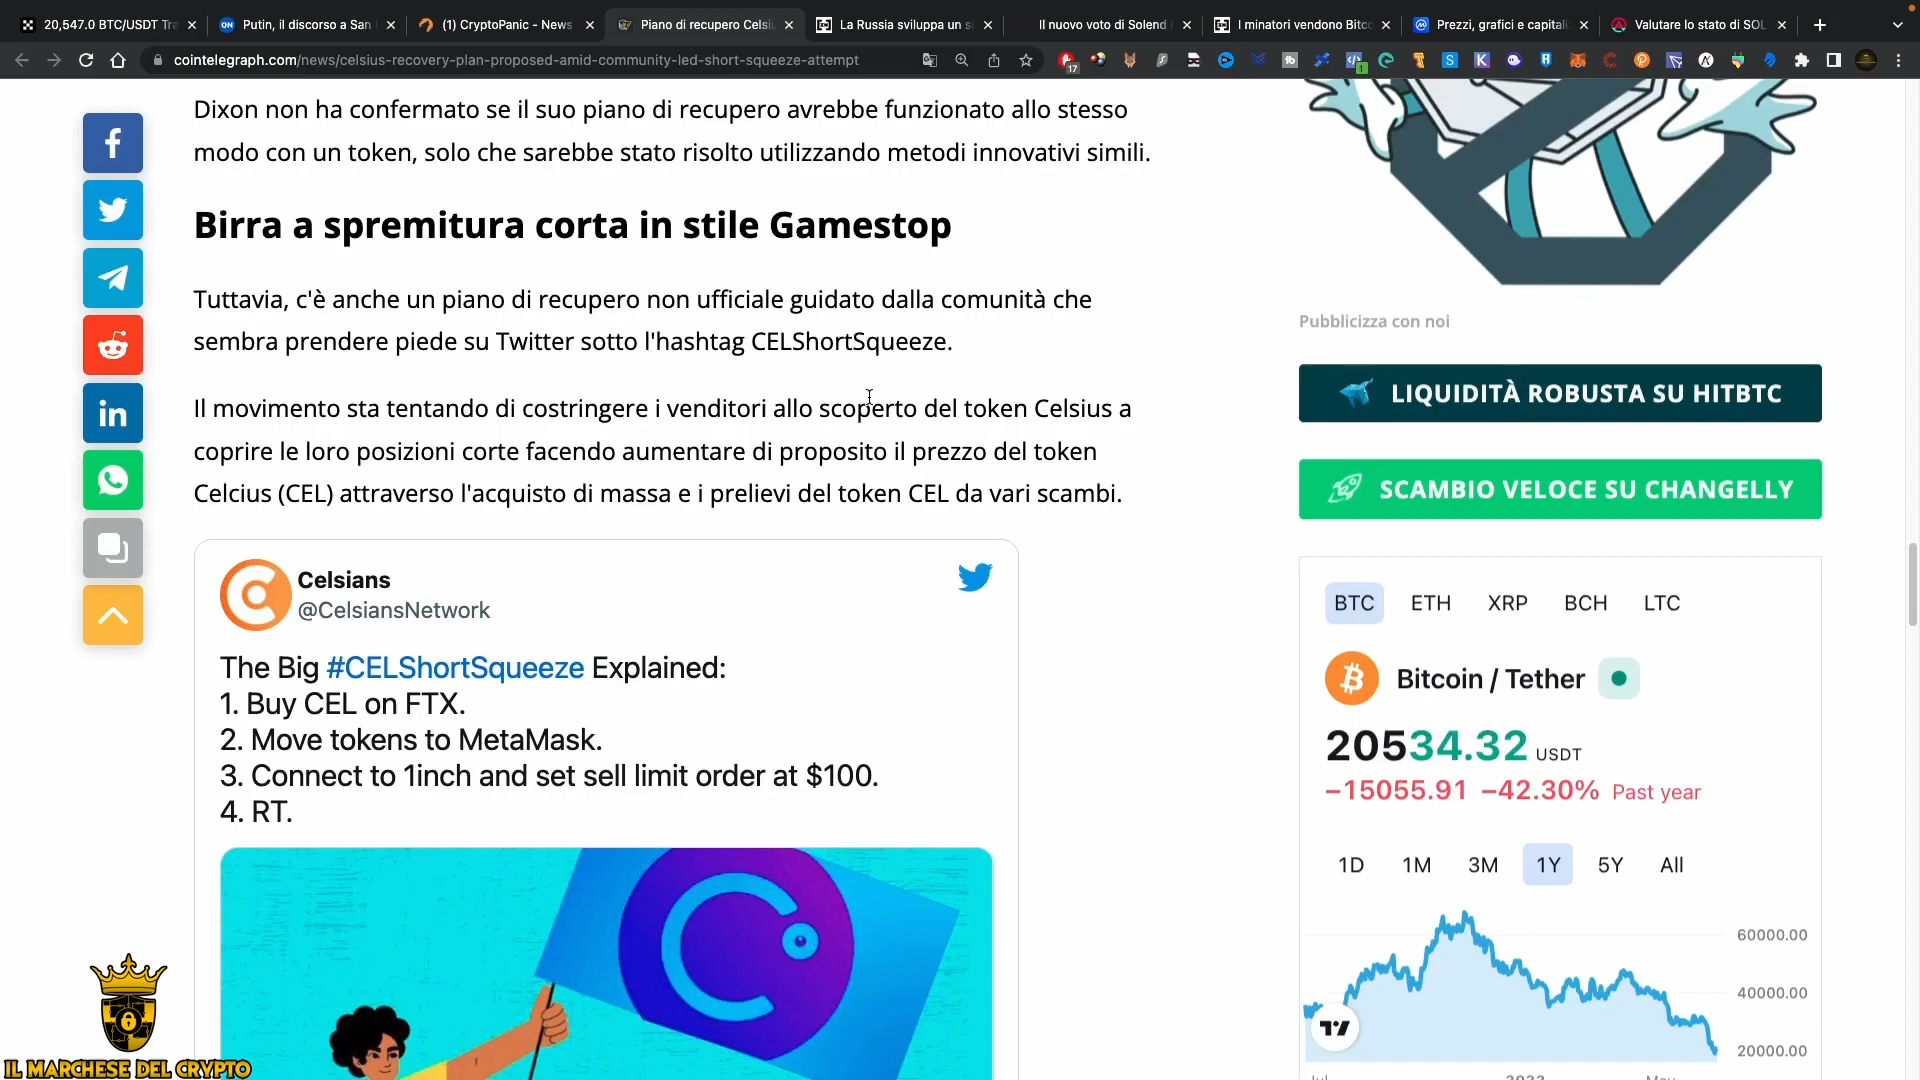 20,547.0 BTC/USDT Tra
Putin, il discorso a San
(1) CryptoPanic - News
Piano di recupero Celsi
La Russia sviluppa un si
Il nuovo voto di Solend
I minatori vendono Bitco
Prezzi, grafici e capitali
Valutare lo stato di SOL
cointelegraph.com/news/celsius-recovery-plan-proposed-amid-community-led-short-squeeze-attempt
17
1
Dixon non ha confermato se il suo piano di recupero avrebbe funzionato allo stesso
modo con un token, solo che sarebbe stato risolto utilizzando metodi innovativi simili.
Birra a spremitura corta in stile Gamestop
Tuttavia, c'è anche un piano di recupero non ufficiale guidato dalla comunità che
sembra prendere piede su Twitter sotto l'hashtag CELShortSqueeze.
Il movimento sta tentando di costringere i venditori allo scoperto del token Celsius a
coprire le loro posizioni corte facendo aumentare di proposito il prezzo del token
Celcius (CEL) attraverso l'acquisto di massa e i prelievi del token CEL da vari scambi.
Celsians
@CelsiansNetwork
The Big #CELShortSqueeze Explained:
1. Buy CEL on FTX.
2. Move tokens to MetaMask.
3. Connect to 1inch and set sell limit order at $100.
4. RT.
Pubblicizza con noi
LIQUIDITÀ ROBUSTA SU HITBTC
SCAMBIO VELOCE SU CHANGELLY
BTC ETH XRP BCH LTC
Bitcoin / Tether
20534.32 USDT
−15055.91 −42.30% Past year
1D 1M 3M 1Y 5Y All
60000.00
40000.00
20000.00
IL MARCHESE DEL CRYPTO